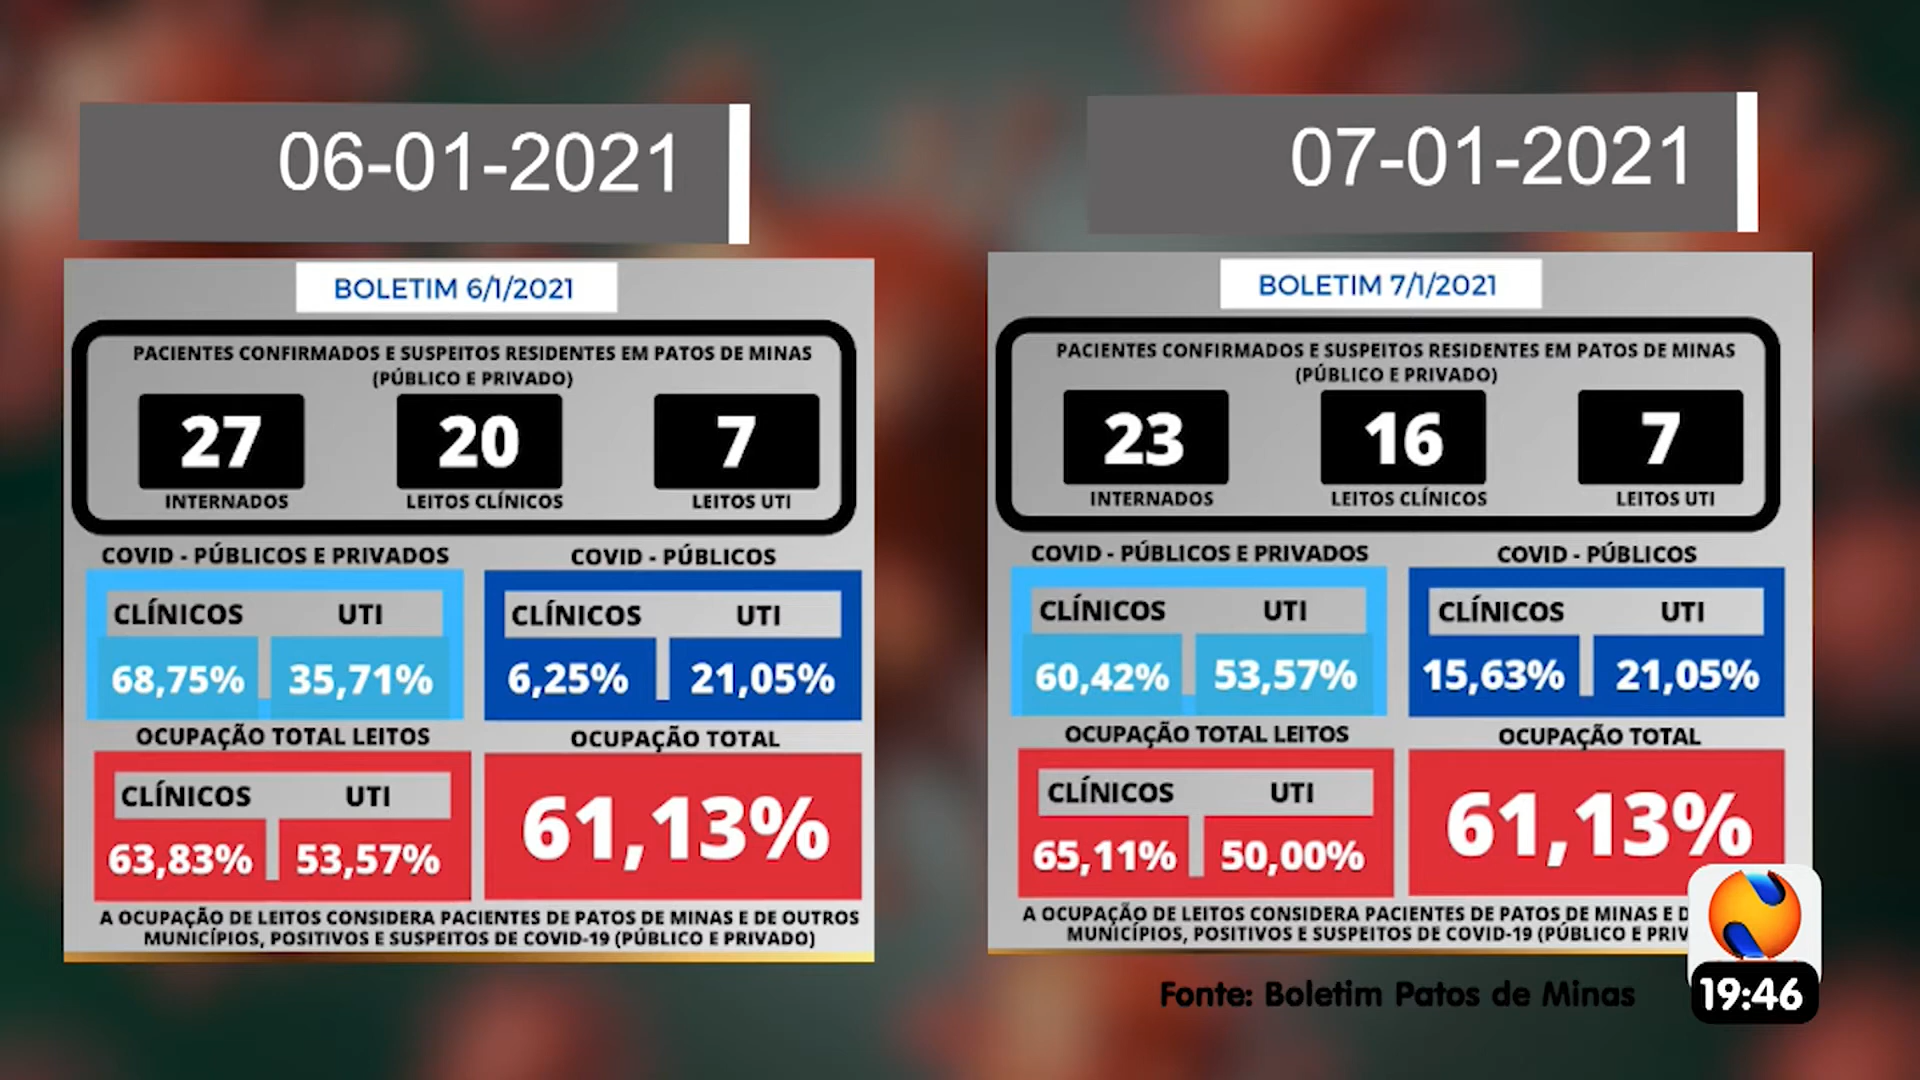 06-01-2021
BOLETIM 6/1/2021
PACIENTES CONFIRMADOS E SUSPEITOS RESIDENTES EM PATOS DE MINAS
(PÚBLICO E PRIVADO)
27 20 7
INTERNADOS LEITOS CLÍNICOS LEITOS UTI
COVID - PÚBLICOS E PRIVADOS COVID - PÚBLICOS
CLÍNICOS UTI CLÍNICOS UTI
68,75% 35,71% 6,25% 21,05%
OCUPAÇÃO TOTAL LEITOS OCUPAÇÃO TOTAL
CLÍNICOS UTI
63,83% 53,57% 61,13%
A OCUPAÇÃO DE LEITOS CONSIDERA PACIENTES DE PATOS DE MINAS E DE OUTROS
MUNICÍPIOS, POSITIVOS E SUSPEITOS DE COVID-19 (PÚBLICO E PRIVADO)
07-01-2021
BOLETIM 7/1/2021
PACIENTES CONFIRMADOS E SUSPEITOS RESIDENTES EM PATOS DE MINAS
(PÚBLICO E PRIVADO)
23 16 7
INTERNADOS LEITOS CLÍNICOS LEITOS UTI
COVID - PÚBLICOS E PRIVADOS COVID - PÚBLICOS
CLÍNICOS UTI CLÍNICOS UTI
60,42% 53,57% 15,63% 21,05%
OCUPAÇÃO TOTAL LEITOS OCUPAÇÃO TOTAL
CLÍNICOS UTI
65,11% 50,00% 61,13%
A OCUPAÇÃO DE LEITOS CONSIDERA PACIENTES DE PATOS DE MINAS E D
MUNICÍPIOS, POSITIVOS E SUSPEITOS DE COVID-19 (PÚBLICO E PRIV
Fonte: Boletim Patos de Minas
19:46